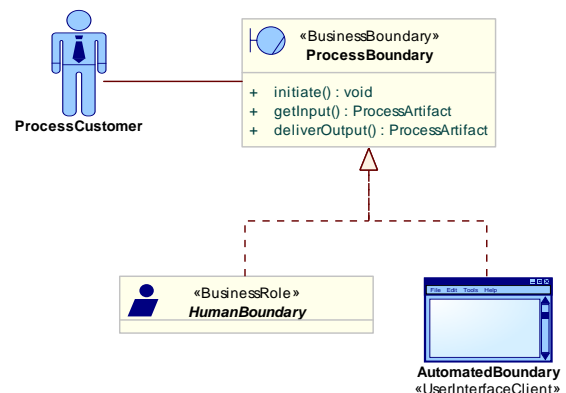 «BusinessBoundary»
ProcessBoundary
+ initiate() : void
+ getInput() : ProcessArtifact
+ deliverOutput() : ProcessArtifact
ProcessCustomer
«BusinessRole»
HumanBoundary
File Edit Tools Help
AutomatedBoundary
«UserInterfaceClient»